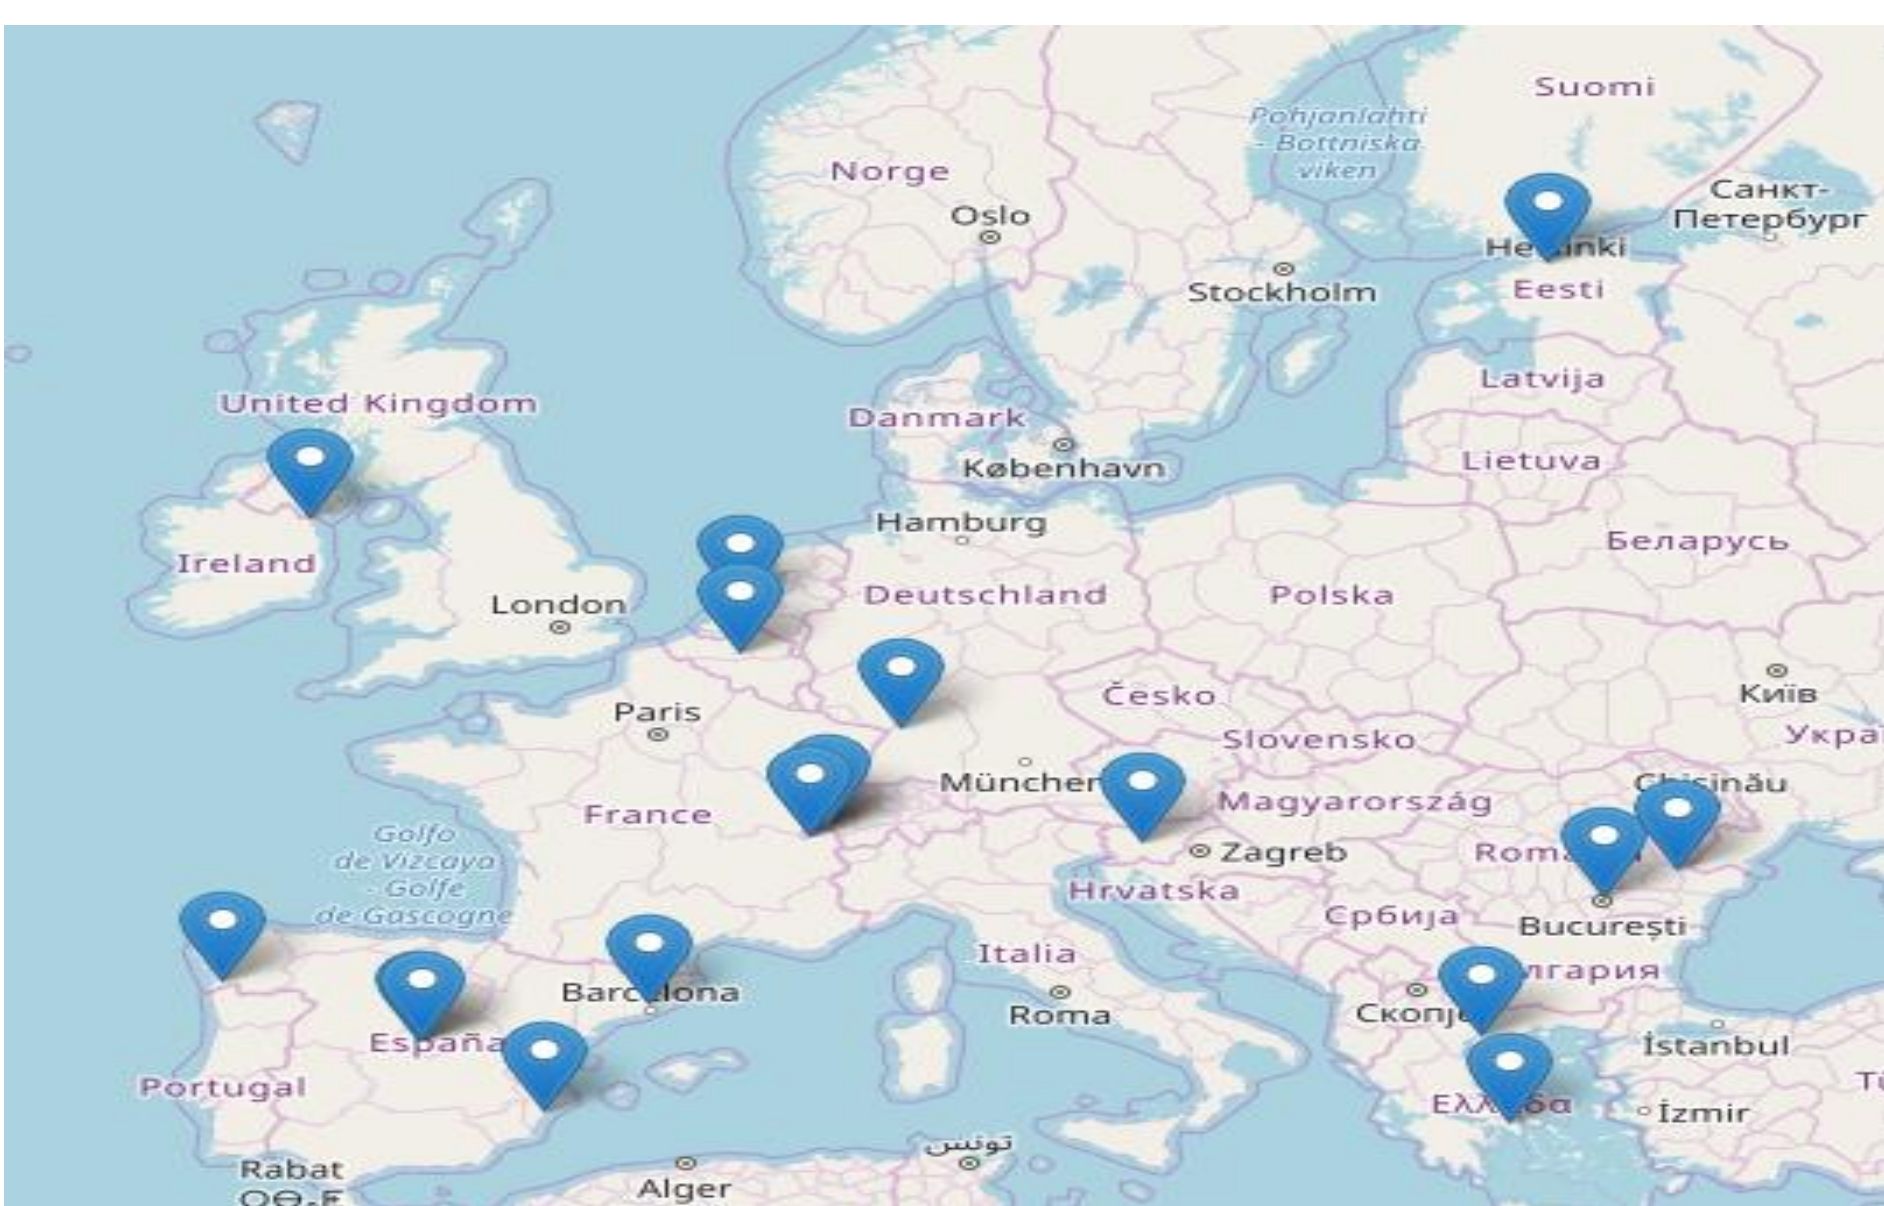 Suomi
Pohjanlahti
- Bottniska
viken
Norge
Санкт-
Петербург
Oslo
Stockholm
Eesti
Latvija
United Kingdom
Danmark
København
Lietuva
Hamburg
Беларусь
Ireland
Deutschland
Polska
London
Київ
Česko
Paris
Slovensko
Украї
München
Magyarország
France
Golfo
de Vizcaya
- Golfe
de Gascogne
Zagreb
Hrvatska
Србија
București
Italia
Roma
España
İstanbul
Portugal
İzmir
تونس
Rabat
Alger